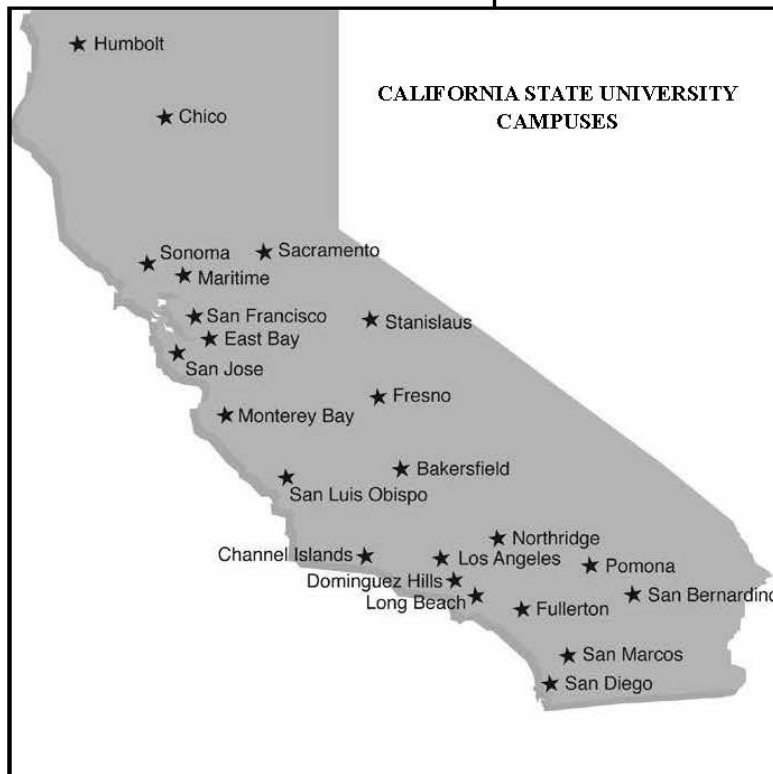 Humbolt
CALIFORNIA STATE UNIVERSITY
CAMPUSES
Chico
Sonoma
Sacramento
Maritime
San Francisco
Stanislaus
East Bay
San Jose
Fresno
Monterey Bay
Bakersfield
San Luis Obispo
Northridge
Channel Islands
Los Angeles
Pomona
Dominguez Hills
Long Beach
San Bernardino
Fullerton
San Marcos
San Diego